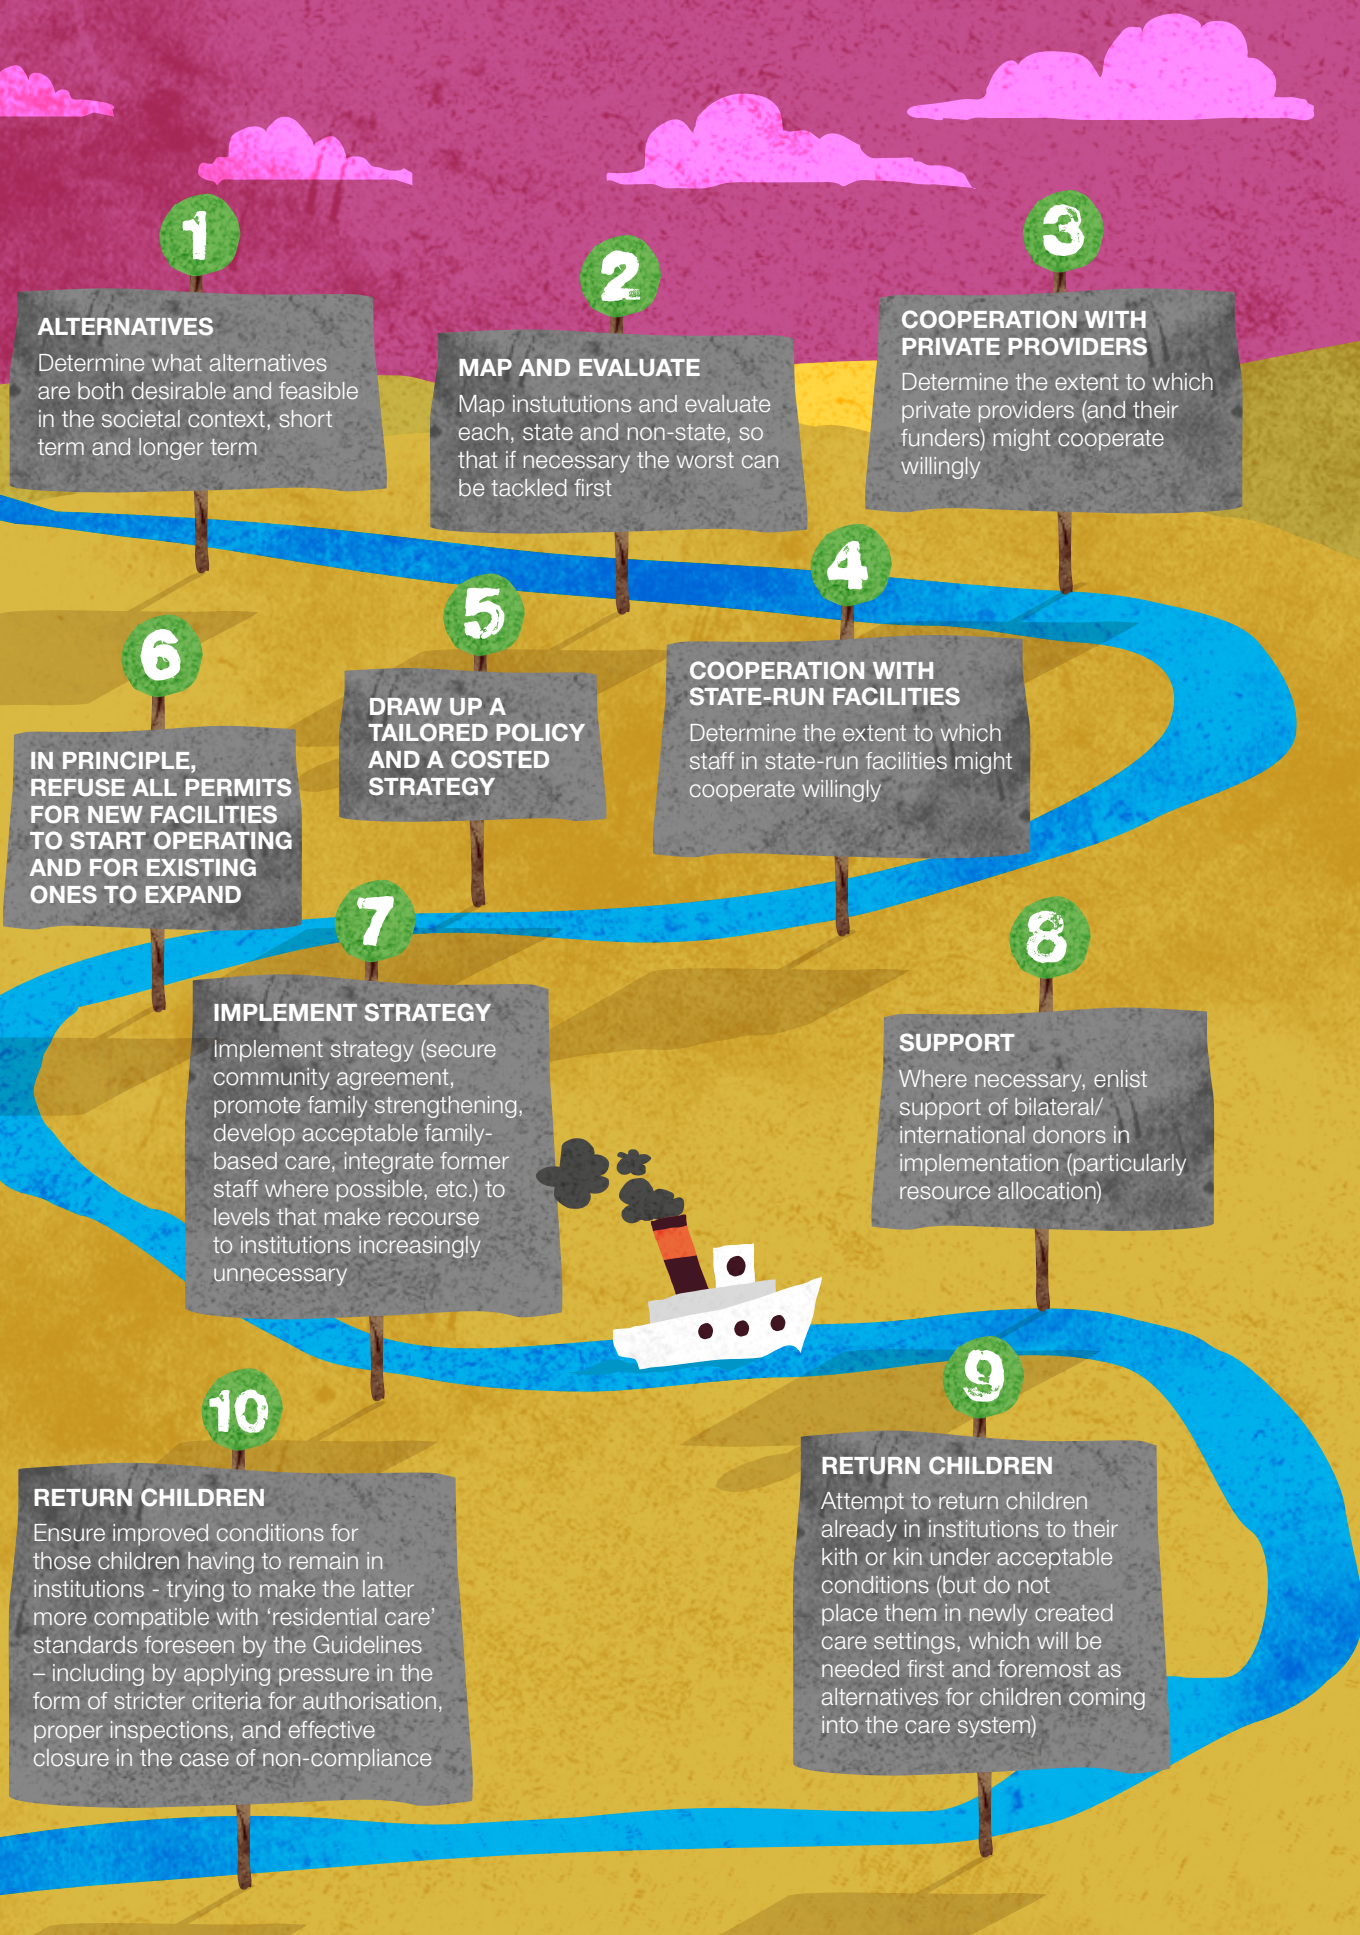 1
ALTERNATIVES
Determine what alternatives
are both desirable and feasible
in the societal context, short
term and longer term
2
MAP AND EVALUATE
Map instututions and evaluate
each, state and non-state, so
that if necessary the worst can
be tackled first
3
COOPERATION WITH
PRIVATE PROVIDERS
Determine the extent to which
private providers (and their
funders) might cooperate
willingly
4
COOPERATION WITH
STATE-RUN FACILITIES
Determine the extent to which
staff in state-run facilities might
cooperate willingly
5
DRAW UP A
TAILORED POLICY
AND A COSTED
STRATEGY
6
IN PRINCIPLE,
REFUSE ALL PERMITS
FOR NEW FACILITIES
TO START OPERATING
AND FOR EXISTING
ONES TO EXPAND
7
IMPLEMENT STRATEGY
Implement strategy (secure
community agreement,
promote family strengthening,
develop acceptable family-
based care, integrate former
staff where possible, etc.) to
levels that make recourse
to institutions increasingly
unnecessary
8
SUPPORT
Where necessary, enlist
support of bilateral/
international donors in
implementation (particularly
resource allocation)
9
RETURN CHILDREN
Attempt to return children
already in institutions to their
kith or kin under acceptable
conditions (but do not
place them in newly created
care settings, which will be
needed first and foremost as
alternatives for children coming
into the care system)
10
RETURN CHILDREN
Ensure improved conditions for
those children having to remain in
institutions - trying to make the latter
more compatible with ‘residential care’
standards foreseen by the Guidelines
– including by applying pressure in the
form of stricter criteria for authorisation,
proper inspections, and effective
closure in the case of non-compliance